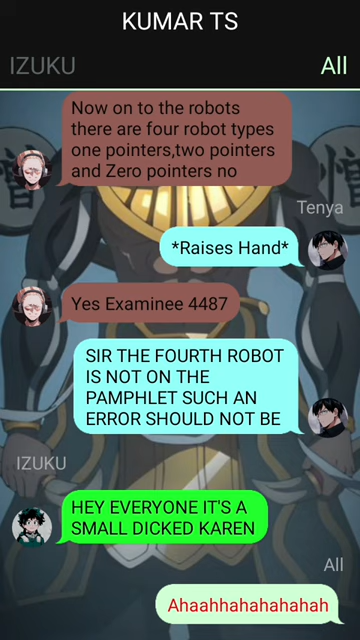 KUMAR TS
IZUKU
All
Now on to the robots
there are four robot types
one pointers,two pointers
and Zero pointers no
Tenya
*Raises Hand*
Yes Examinee 4487
SIR THE FOURTH ROBOT
IS NOT ON THE
PAMPHLET SUCH AN
ERROR SHOULD NOT BE
IZUKU
HEY EVERYONE IT'S A
SMALL DICKED KAREN
All
Ahaahhahahahahah